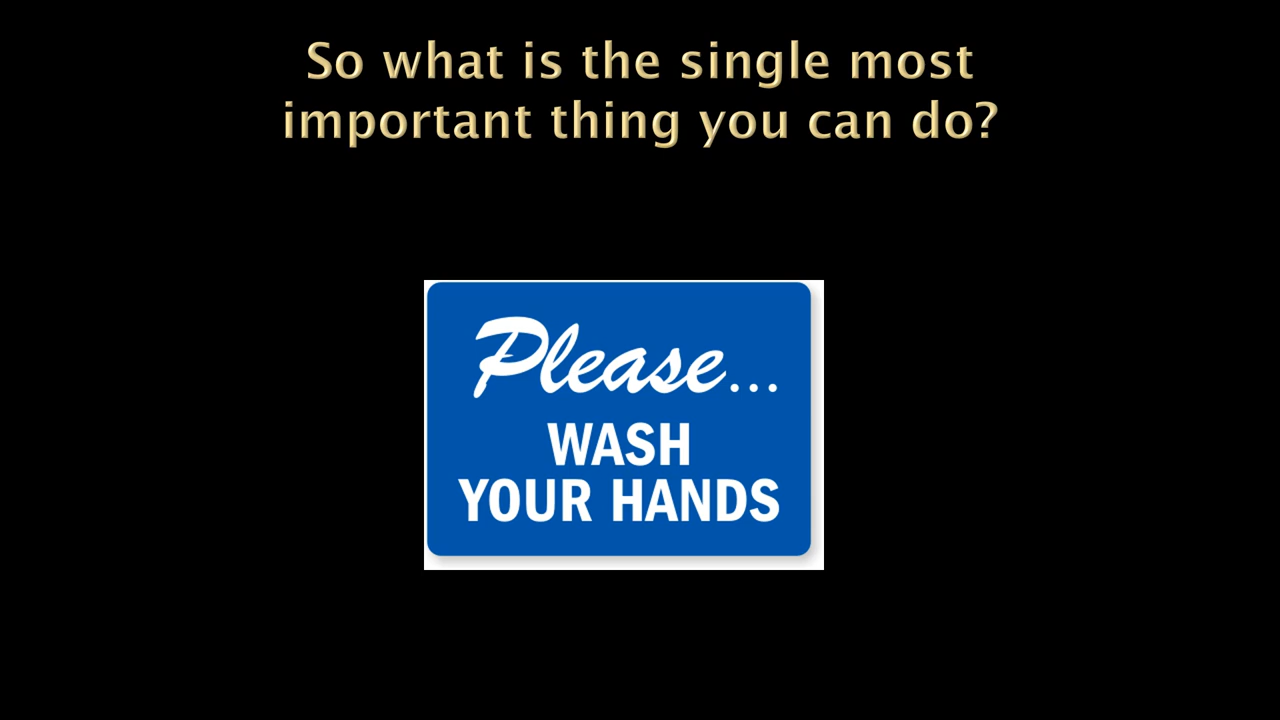 So what is the single most
important thing you can do?
Please...
WASH
YOUR HANDS